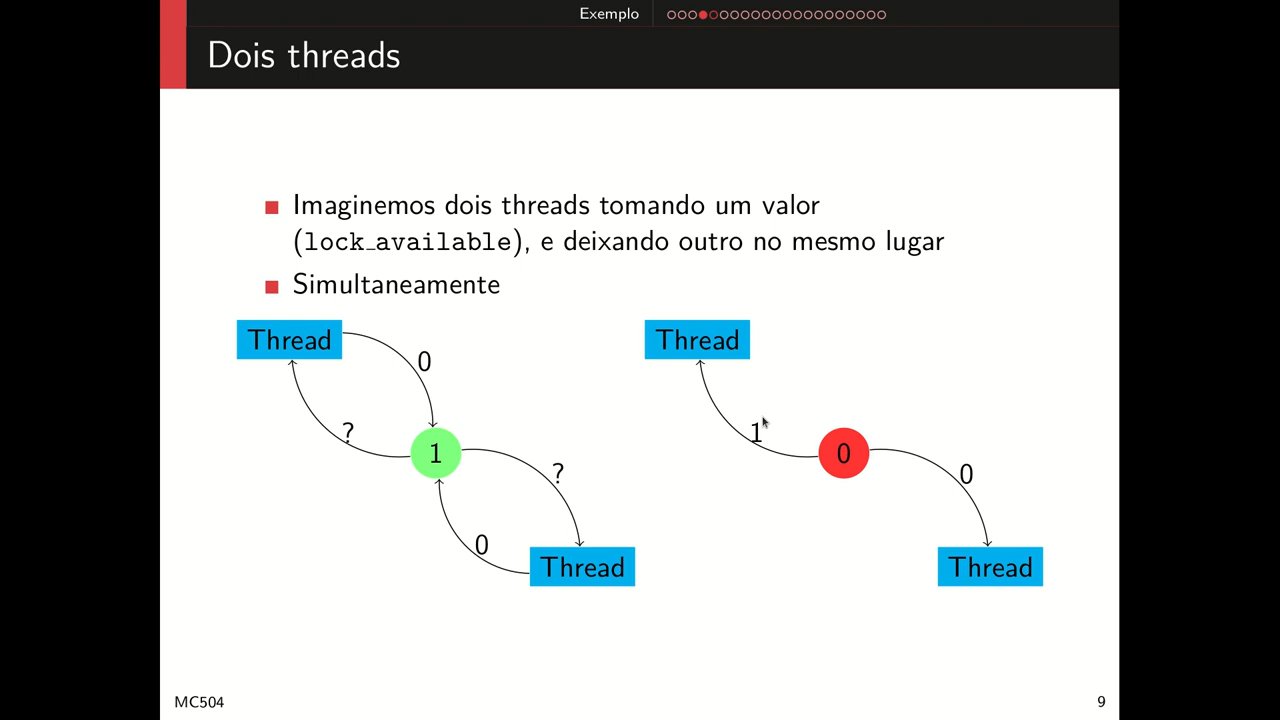 Exemplo
Dois threads
Imaginemos dois threads tomando um valor
(lock_available), e deixando outro no mesmo lugar
Simultaneamente
Thread
0
?
1
?
0
Thread
Thread
1
0
0
Thread
MC504
9